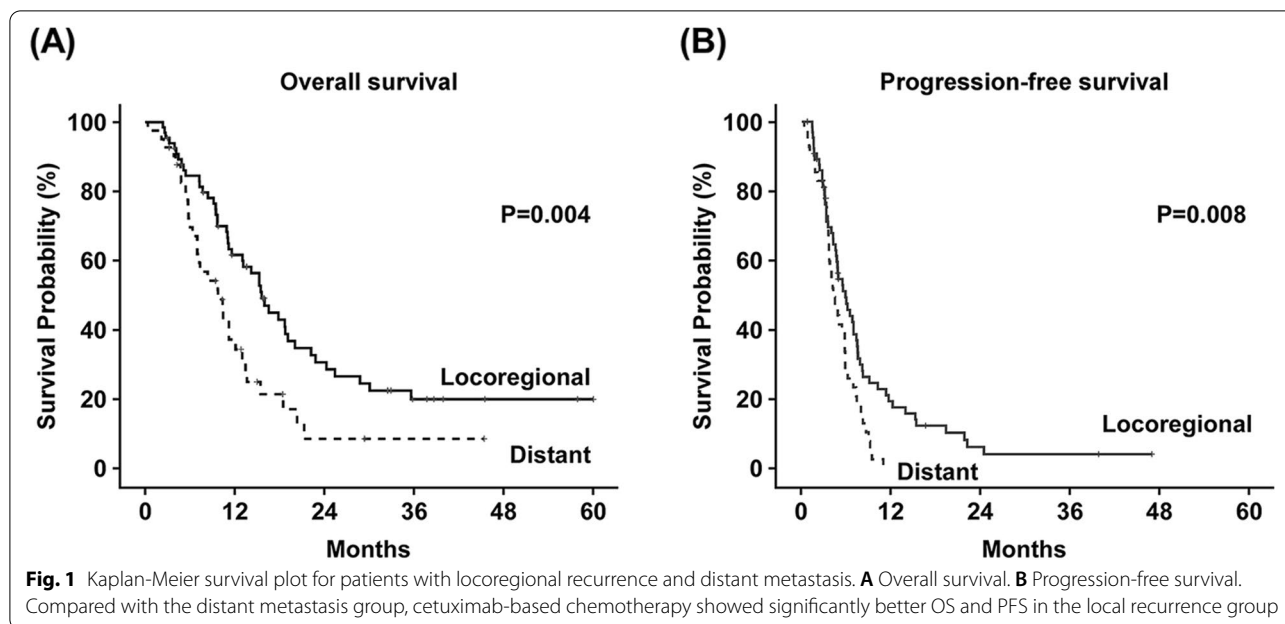 (A)
Overall survival
Survival Probability (%)
100
80
60
40
20
0
P=0.004
Locoregional
Distant
0 12 24 36 48 60
Months
(B)
Progression-free survival
Survival Probability (%)
100
80
60
40
20
0
P=0.008
Locoregional
Distant
0 12 24 36 48 60
Months
Fig. 1 Kaplan-Meier survival plot for patients with locoregional recurrence and distant metastasis. A Overall survival. B Progression-free survival.
Compared with the distant metastasis group, cetuximab-based chemotherapy showed significantly better OS and PFS in the local recurrence group